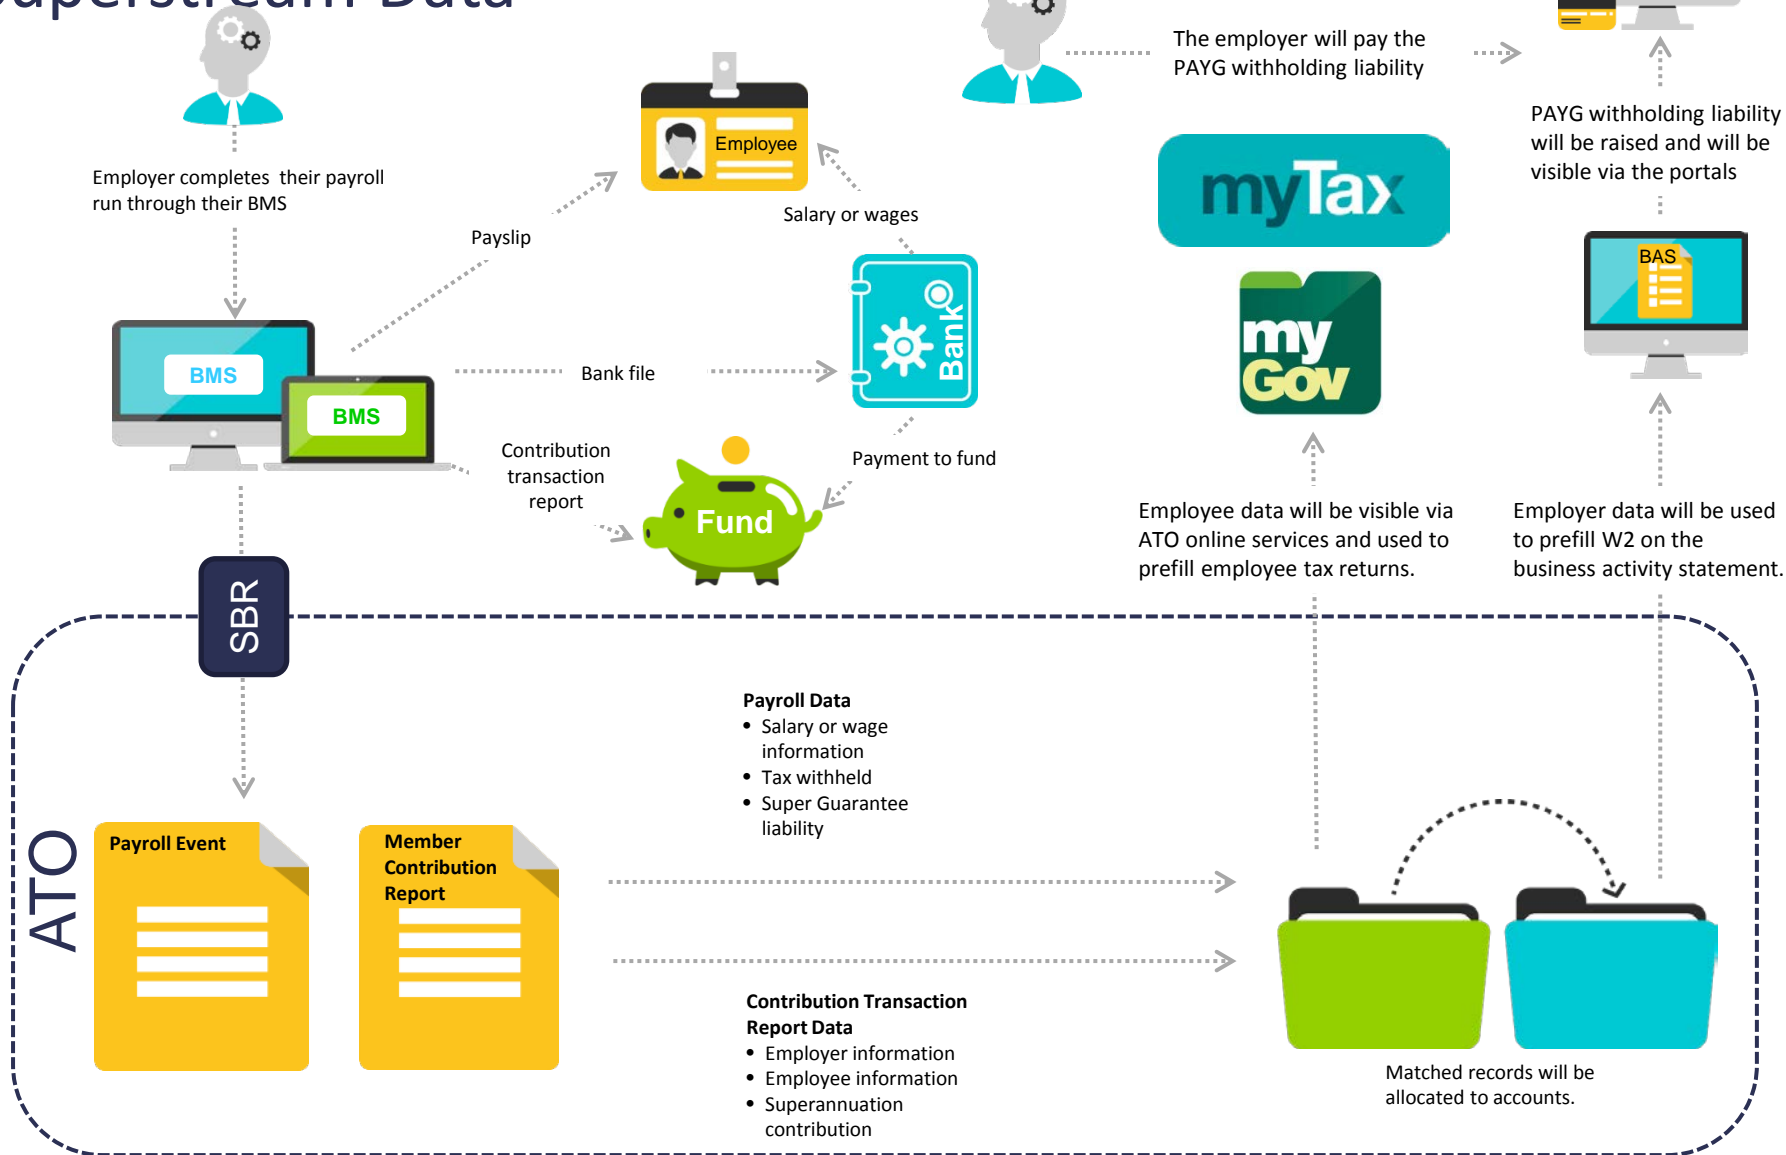 Superstream Data
The employer will pay the
PAYG withholding liability
PAYG withholding liability
will be raised and will be
visible via the portals
Employee
Employer completes  their payroll
run through their BMS
Salary or wages
Payslip
myTax
BAS
my
Gov
Bank
BMS
BMS
Bank file
Contribution
transaction
report
Payment to fund
Fund
Employee data will be visible via
ATO online services and used to
prefill employee tax returns.
Employer data will be used
to prefill W2 on the
business activity statement.
SBR
ATO
Payroll Data
• Salary or wage
information
• Tax withheld
• Super Guarantee
liability
Payroll Event
Member
Contribution
Report
Contribution Transaction
Report Data
• Employer information
• Employee information
• Superannuation
contribution
Matched records will be
allocated to accounts.